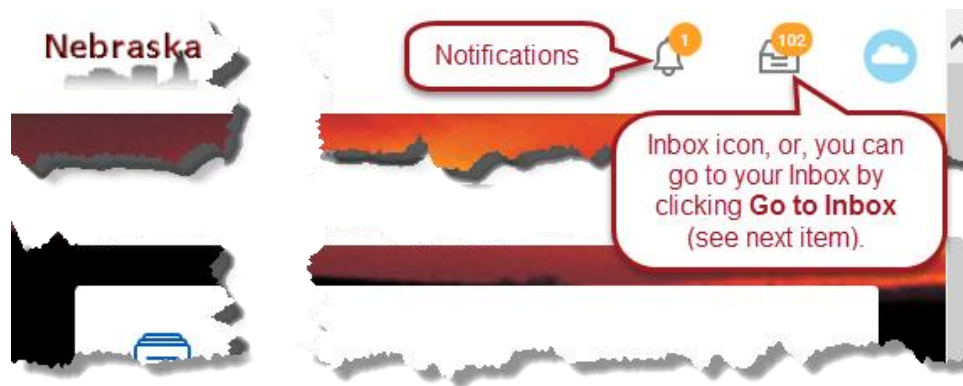 Nebraska
Notifications
1
102
Inbox icon, or, you can
go to your Inbox by
clicking Go to Inbox
(see next item).